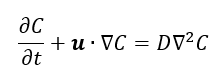 ∂C/∂t + u · ∇C = D∇²C